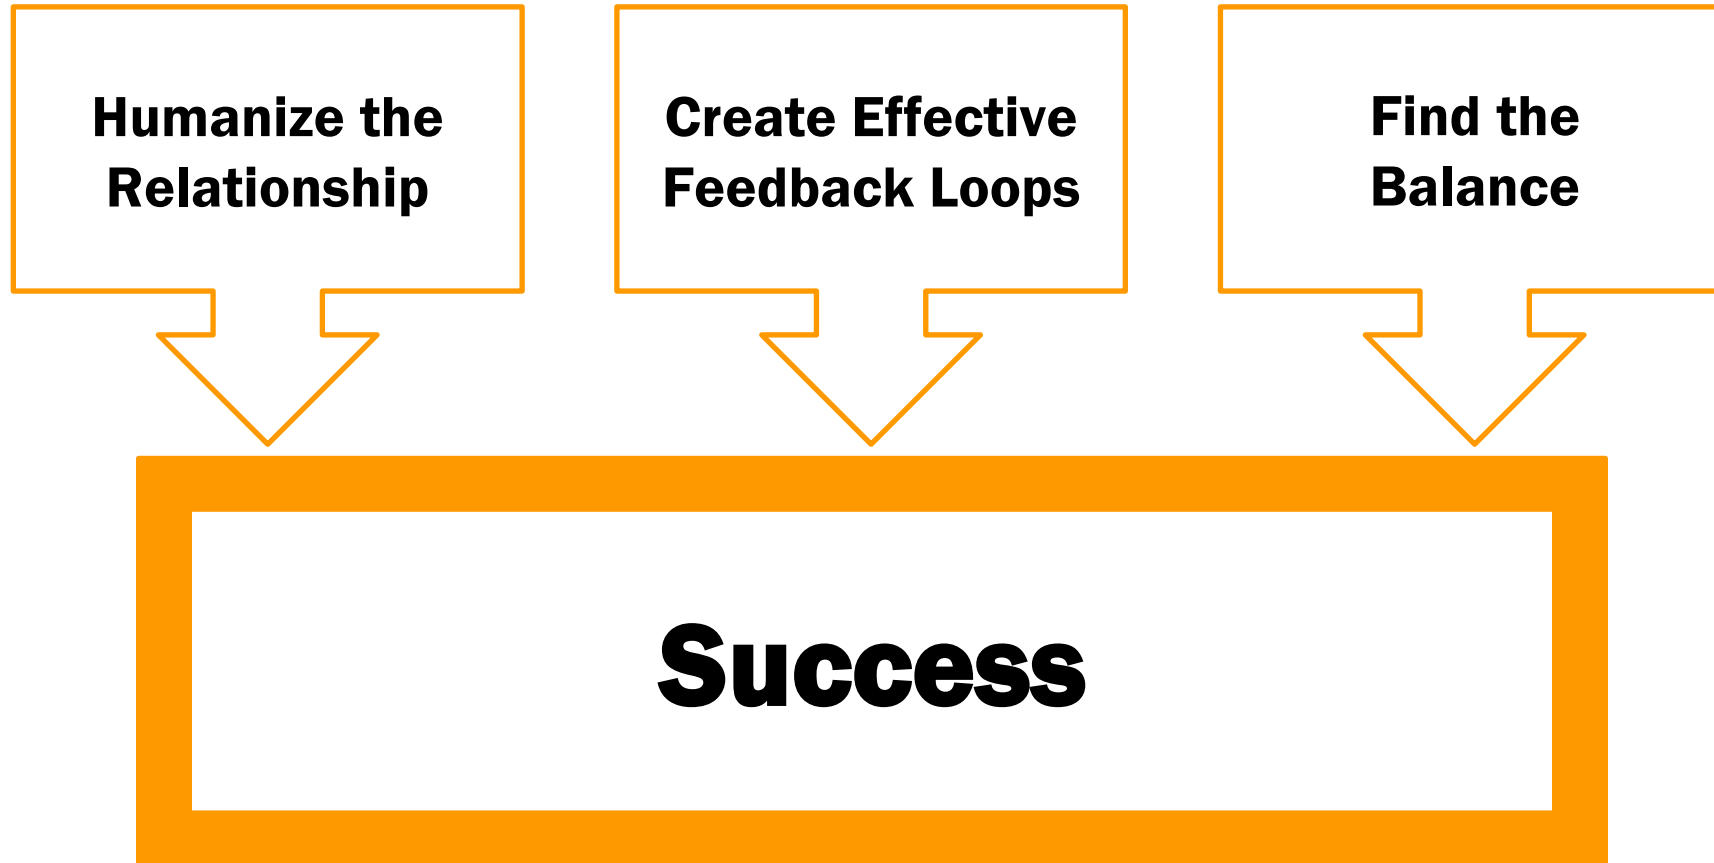 Humanize the
Relationship
Create Effective
Feedback Loops
Find the
Balance
Success